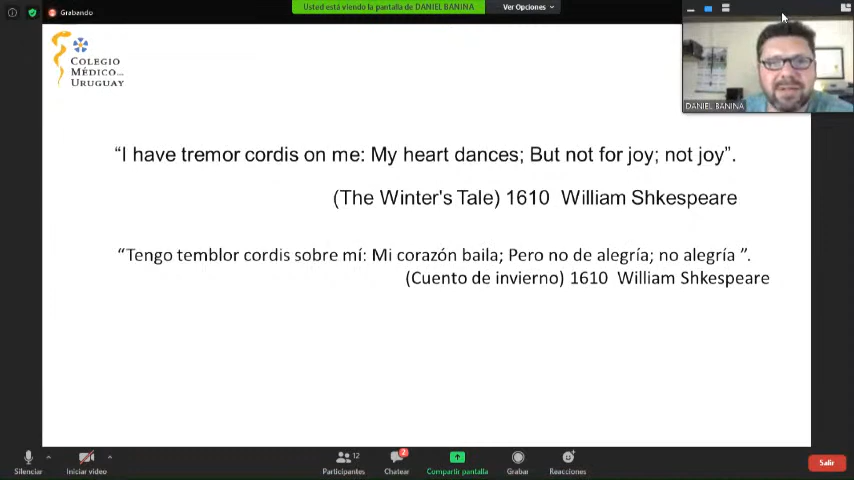 Grabando
Usted está viendo la pantalla de DANIEL BANINA
Ver Opciones
COLEGIO
MÉDICO DEL
URUGUAY
DANIEL BANINA
“I have tremor cordis on me: My heart dances; But not for joy; not joy”.
(The Winter's Tale) 1610 William Shkespeare
“Tengo temblor cordis sobre mí: Mi corazón baila; Pero no de alegría; no alegría ”.
(Cuento de invierno) 1610 William Shkespeare
12
2
Silenciar
Iniciar video
Participantes
Chatear
Compartir pantalla
Grabar
Reacciones
Salir